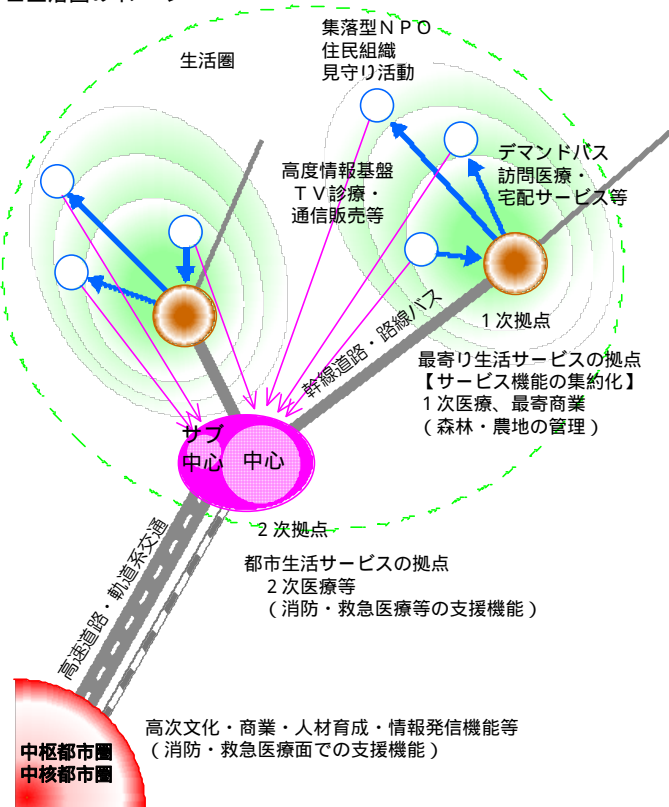 生活圏
集落型ＮＰＯ
住民組織
見守り活動
高度情報基盤
ＴＶ診療・
通信販売等
デマンドバス
訪問医療・
宅配サービス等
１次拠点
幹線道路・路線バス
最寄り生活サービスの拠点
【サービス機能の集約化】
１次医療、最寄商業
（森林・農地の管理）
サブ
中心
中心
２次拠点
都市生活サービスの拠点
２次医療等
（消防・救急医療等の支援機能）
高速道路・軌道系交通
高次文化・商業・人材育成・情報発信機能等
（消防・救急医療面での支援機能）
中枢都市圏
中核都市圏